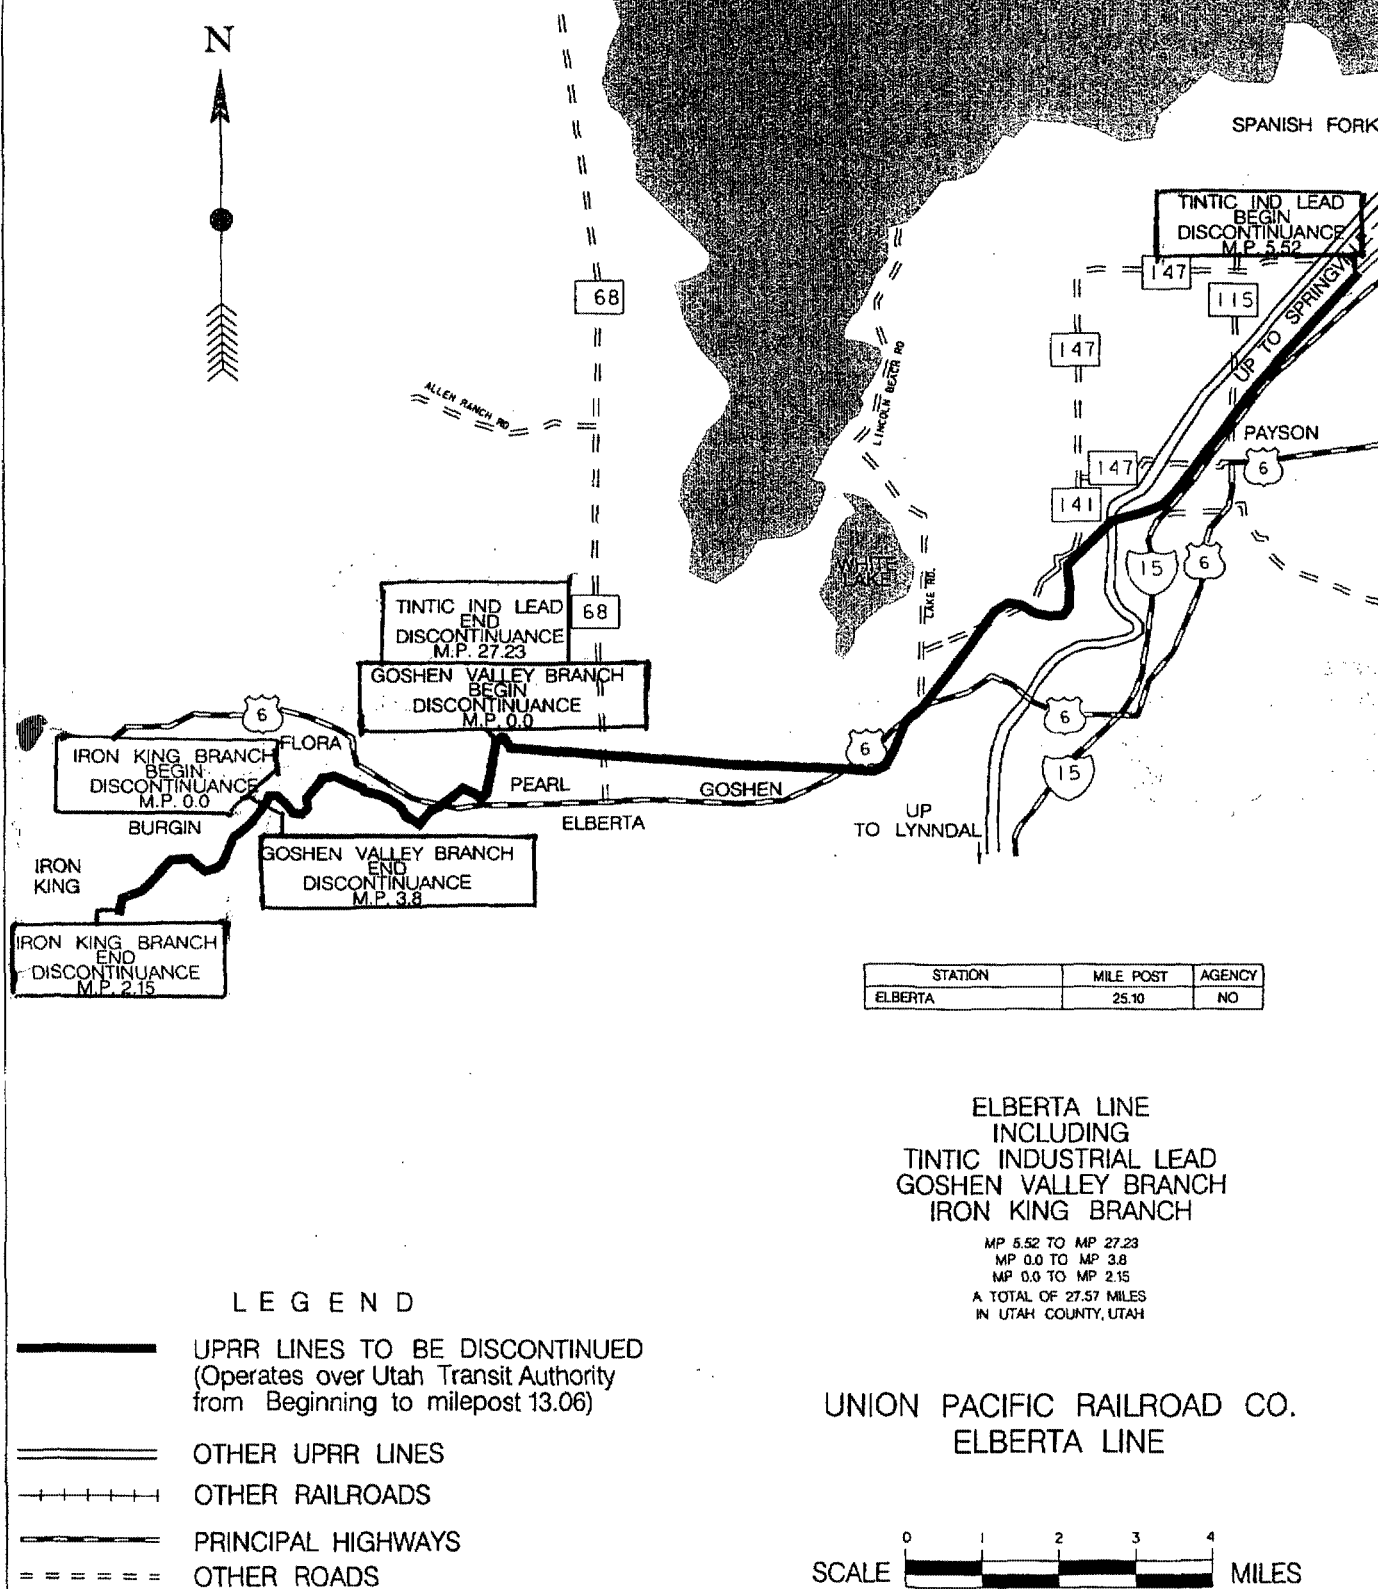 N
SPANISH FORK
TINTIC IND LEAD
BEGIN
DISCONTINUANCE
M.P. 5.52
147
115
68
147
UP TO SPRINGVILLE
ALLEN RANCH RD
LINCOLN BEACH RD
PAYSON
147
6
141
WHITE
LAKE
15
6
LAKE RD.
TINTIC IND LEAD
END
DISCONTINUANCE
M.P. 27.23
68
GOSHEN VALLEY BRANCH
BEGIN
DISCONTINUANCE
M.P. 0.0
6
6
FLORA
6
IRON KING BRANCH
BEGIN
DISCONTINUANCE
M.P. 0.0
15
PEARL
GOSHEN
BURGIN
ELBERTA
UP
TO LYNNDAL
GOSHEN VALLEY BRANCH
END
DISCONTINUANCE
M.P. 3.8
IRON
KING
IRON KING BRANCH
END
DISCONTINUANCE
M.P. 2.15
STATION MILE POST AGENCY
ELBERTA 25.10 NO
ELBERTA LINE
INCLUDING
TINTIC INDUSTRIAL LEAD
GOSHEN VALLEY BRANCH
IRON KING BRANCH
MP 5.52 TO MP 27.23
MP 0.0 TO MP 3.8
MP 0.0 TO MP 2.15
A TOTAL OF 27.57 MILES
IN UTAH COUNTY, UTAH
LEGEND
UPRR LINES TO BE DISCONTINUED
(Operates over Utah Transit Authority
from Beginning to milepost 13.06)
OTHER UPRR LINES
OTHER RAILROADS
PRINCIPAL HIGHWAYS
OTHER ROADS
UNION PACIFIC RAILROAD CO.
ELBERTA LINE
0 1 2 3 4
SCALE MILES